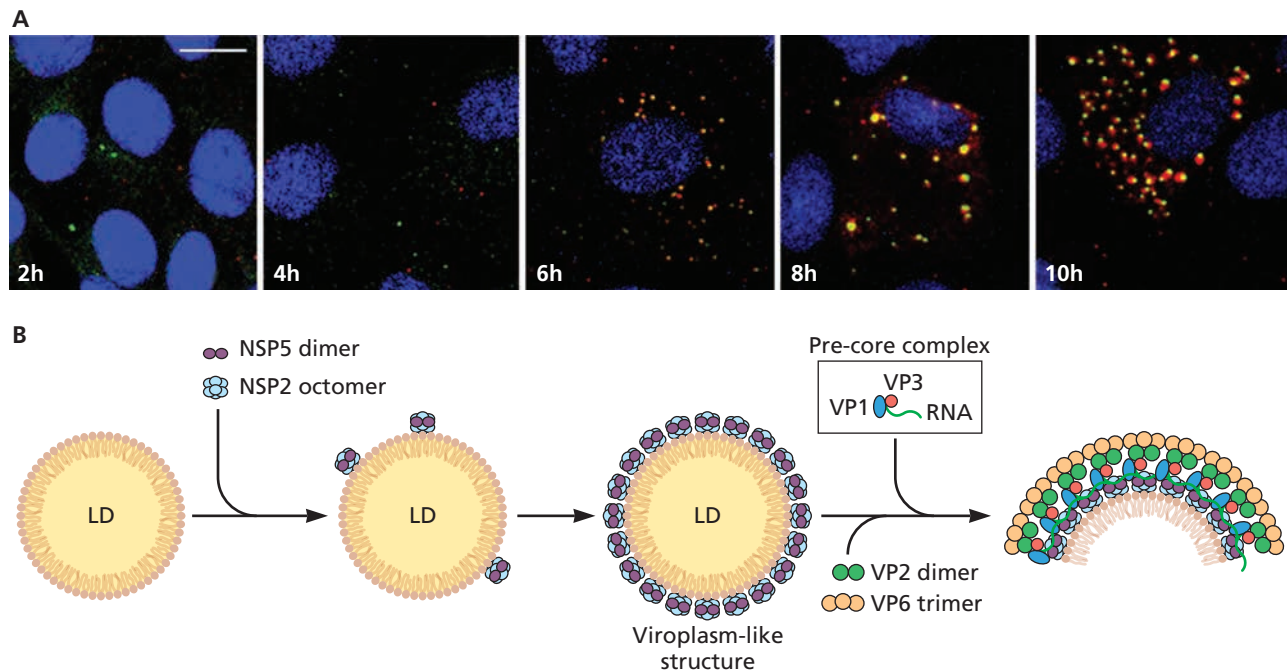 A
2h
4h
6h
8h
10h
B
NSP5 dimer
NSP2 octomer
Pre-core complex
VP3
VP1
RNA
LD
LD
LD
VP2 dimer
VP6 trimer
Viroplasm-like
structure